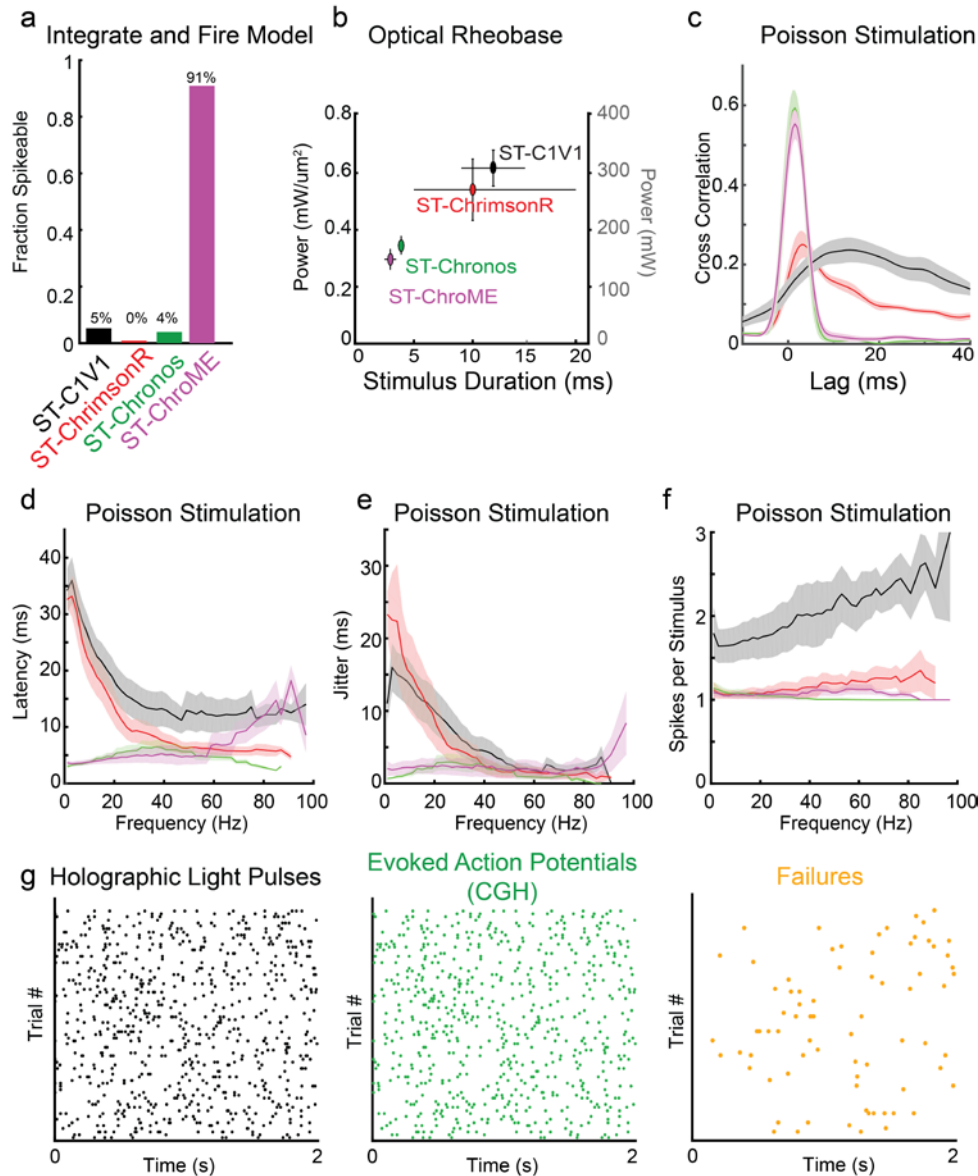 a
Integrate and Fire Model
Fraction Spikeable
1
0.8
0.6
0.4
0.2
0
5%
0%
4%
91%
ST-C1V1
ST-ChrimsonR
ST-Chronos
ST-ChroME
b
Optical Rheobase
Power (mW/um²)
0.8
0.6
0.4
0.2
0
ST-C1V1
ST-ChrimsonR
ST-Chronos
ST-ChroME
400
300
200
100
0
Power (mW)
0 5 10 15 20
Stimulus Duration (ms)
c
Poisson Stimulation
Cross Correlation
0.6
0.4
0.2
0
0 20 40
Lag (ms)
d
Poisson Stimulation
Latency (ms)
40
30
20
10
0
0 20 40 60 80 100
Frequency (Hz)
e
Poisson Stimulation
Jitter (ms)
30
20
10
0
0 20 40 60 80 100
Frequency (Hz)
f
Poisson Stimulation
Spikes per Stimulus
3
2
1
0
0 20 40 60 80 100
Frequency (Hz)
g
Holographic Light Pulses
Trial #
0 Time (s) 2
Evoked Action Potentials
(CGH)
Trial #
0 Time (s) 2
Failures
Trial #
0 Time (s) 2